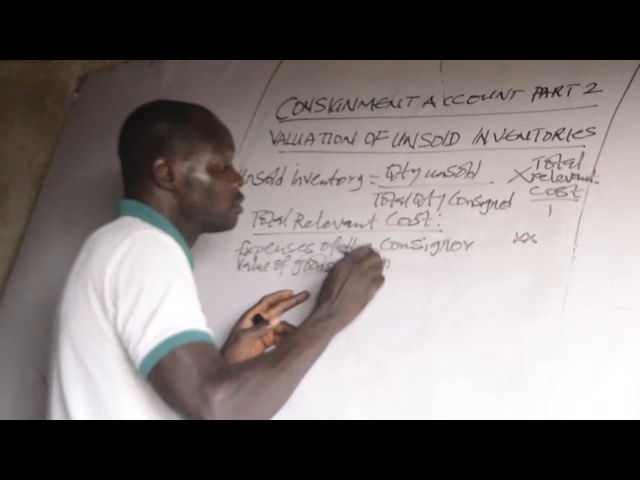 CONSIGNMENT ACCOUNT PART 2
VALUATION OF UNSOLD INVENTORIES
Unsold inventory = Qty unsold × Total relevant cost
Total Qty Consigned
Total Relevant Cost:
Expenses of the consignor xx
Value of goods